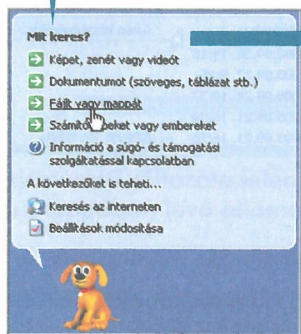 Mit keres?
Képet, zenét vagy videót
Dokumentumot (szöveges, táblázat stb.)
Fájlt vagy mappát
Számítógépeket vagy embereket
Információ a súgó- és támogatási
szolgáltatással kapcsolatban
A következőket is teheti...
Keresés az interneten
Beállítások módosítása